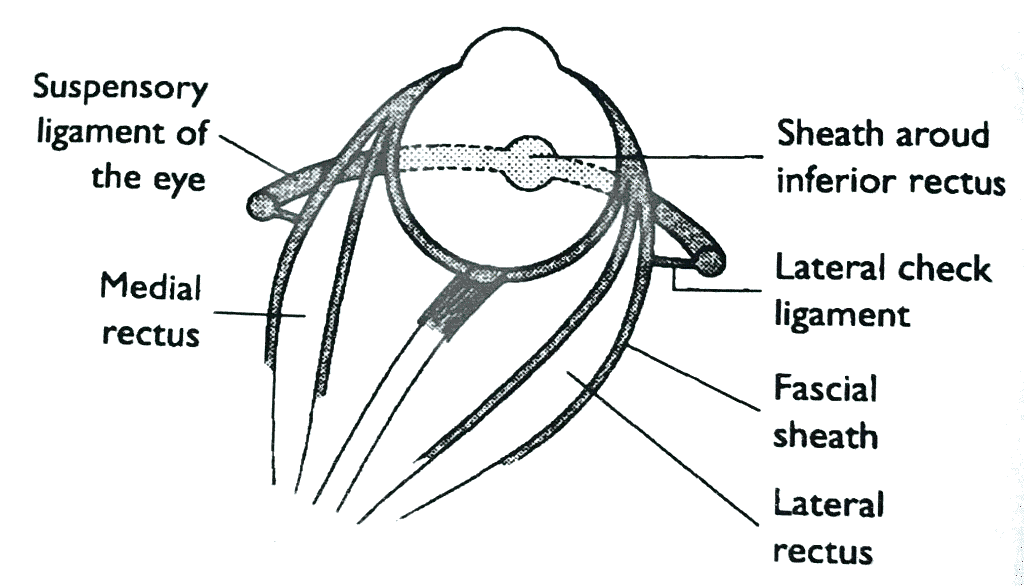 Suspensory
ligament of
the eye
Medial
rectus
Sheath aroud
inferior rectus
Lateral check
ligament
Fascial
sheath
Lateral
rectus